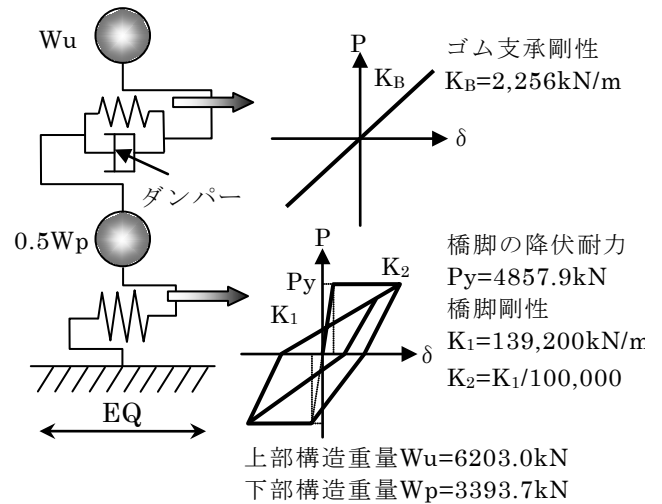 Wu
P
K_B
δ
ゴム支承剛性
K_B=2,256kN/m
ダンパー
0.5Wp
P
Py
K₂
K₁
δ
橋脚の降伏耐力
Py=4857.9kN
橋脚剛性
K₁=139,200kN/m
K₂=K₁/100,000
EQ
上部構造重量Wu=6203.0kN
下部構造重量Wp=3393.7kN